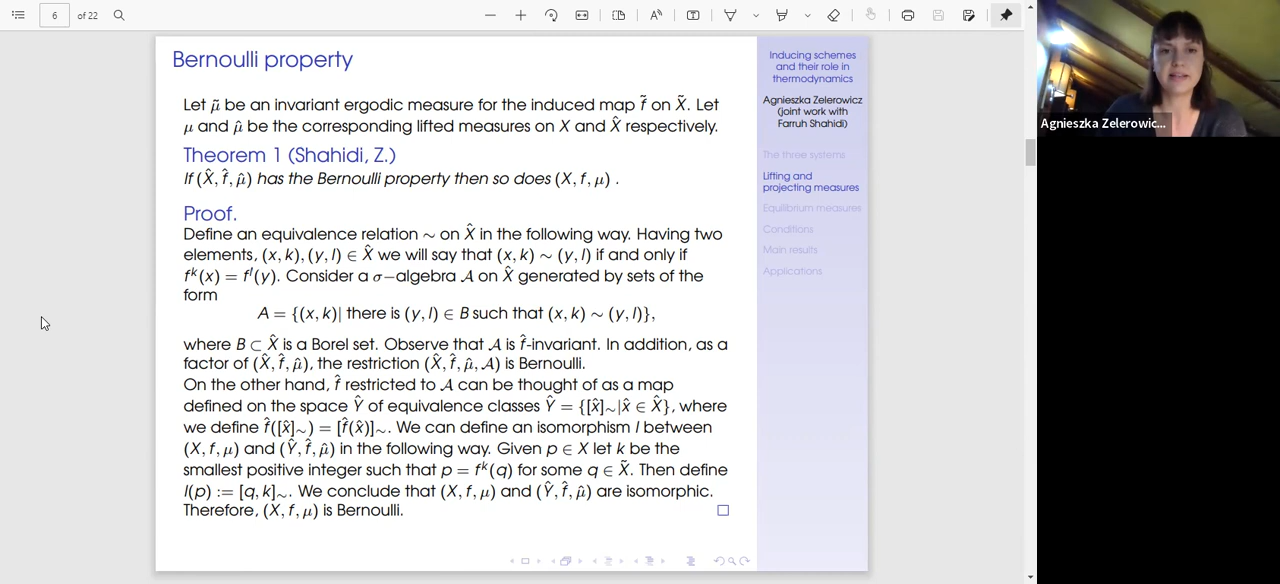 6 of 22
Bernoulli property
Let μ̃ be an invariant ergodic measure for the induced map f̃ on X̃. Let
μ and μ̂ be the corresponding lifted measures on X and X̂ respectively.
Theorem 1 (Shahidi, Z.)
If (X̂, f̂, μ̂) has the Bernoulli property then so does (X, f, μ) .
Proof.
Define an equivalence relation ∼ on X̂ in the following way. Having two
elements, (x, k), (y, l) ∈ X̂ we will say that (x, k) ∼ (y, l) if and only if
fᵏ(x) = fˡ(y). Consider a σ−algebra 𝒜 on X̂ generated by sets of the
form
A = {(x, k)| there is (y, l) ∈ B such that (x, k) ∼ (y, l)},
where B ⊂ X̂ is a Borel set. Observe that 𝒜 is f̂-invariant. In addition, as a
factor of (X̂, f̂, μ̂), the restriction (X̂, f̂, μ̂, 𝒜) is Bernoulli.
On the other hand, f̂ restricted to 𝒜 can be thought of as a map
defined on the space Ŷ of equivalence classes Ŷ = {[x̂]∼|x̂ ∈ X̂}, where
we define f̂([x̂]∼) = [f̂(x̂)]∼. We can define an isomorphism I between
(X, f, μ) and (Ŷ, f̂, μ̂) in the following way. Given p ∈ X let k be the
smallest positive integer such that p = fᵏ(q) for some q ∈ X̃. Then define
I(p) := [q, k]∼. We conclude that (X, f, μ) and (Ŷ, f̂, μ̂) are isomorphic.
Therefore, (X, f, μ) is Bernoulli.
Inducing schemes
and their role in
thermodynamics
Agnieszka Zelerowicz
(joint work with
Farruh Shahidi)
The three systems
Lifting and
projecting measures
Equilibrium measures
Conditions
Main results
Applications
Agnieszka Zelerowic...